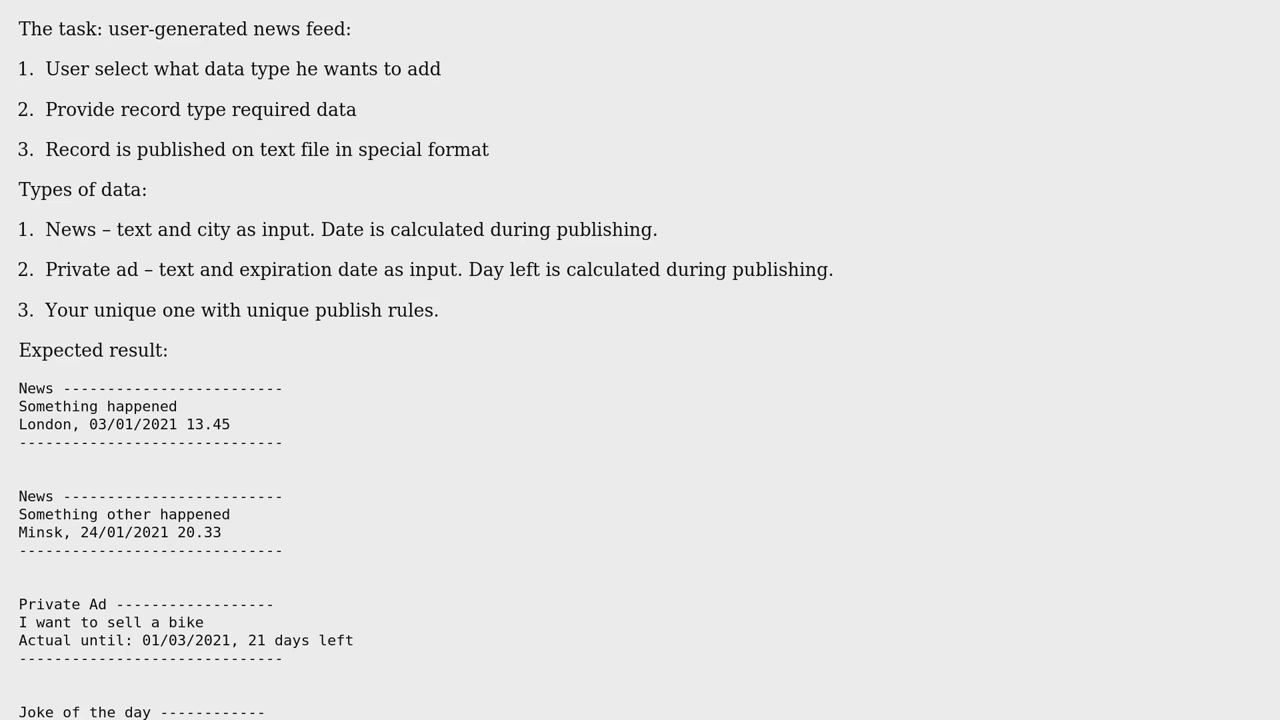 The task: user-generated news feed:
1. User select what data type he wants to add
2. Provide record type required data
3. Record is published on text file in special format
Types of data:
1. News – text and city as input. Date is calculated during publishing.
2. Private ad – text and expiration date as input. Day left is calculated during publishing.
3. Your unique one with unique publish rules.
Expected result:
News -------------------------
Something happened
London, 03/01/2021 13.45
------------------------------
News -------------------------
Something other happened
Minsk, 24/01/2021 20.33
------------------------------
Private Ad ------------------
I want to sell a bike
Actual until: 01/03/2021, 21 days left
------------------------------
Joke of the day ------------